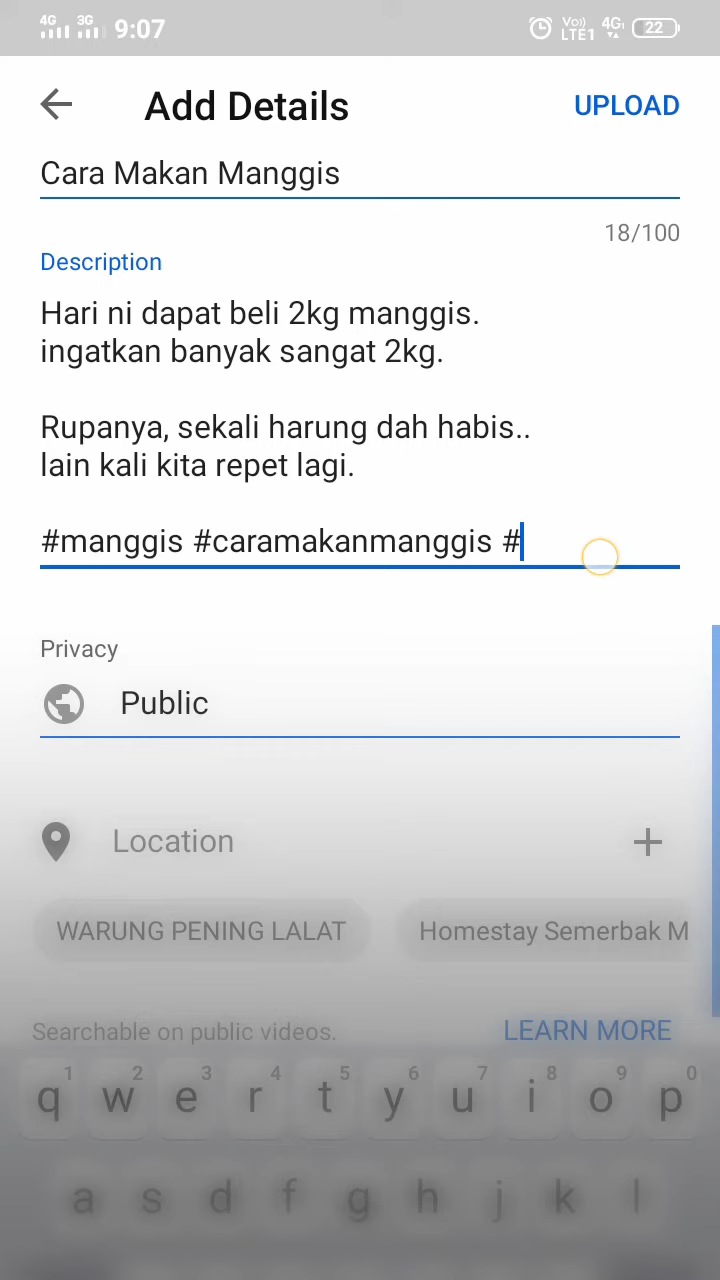 4G 3G 9:07 Vo)) LTE1 4G 22
Add Details UPLOAD
Cara Makan Manggis
18/100
Description
Hari ni dapat beli 2kg manggis.
ingatkan banyak sangat 2kg.
Rupanya, sekali harung dah habis..
lain kali kita repet lagi.
#manggis #caramakanmanggis #
Privacy
Public
Location +
WARUNG PENING LALAT Homestay Semerbak M
Searchable on public videos. LEARN MORE
1 2 3 4 5 6 7 8 9 0
q w e r t y u i o p
a s d f g h j k l